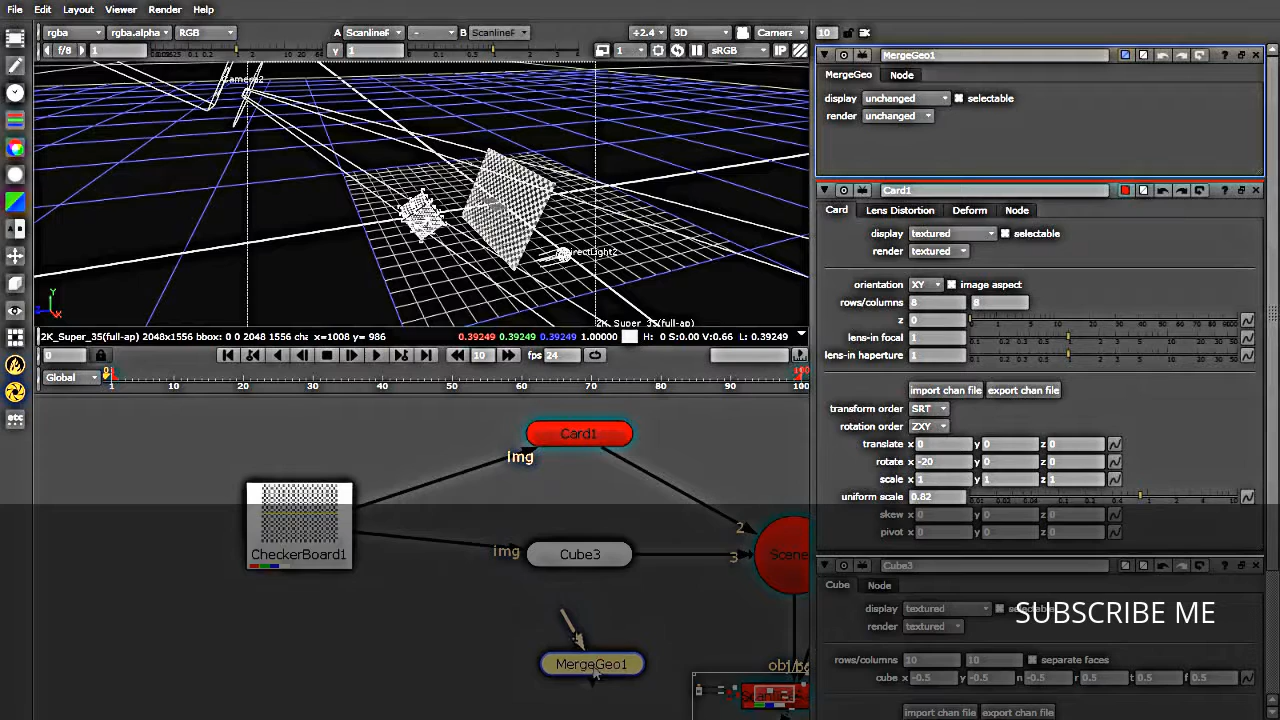 File Edit Layout Viewer Render Help
rgba rgba.alpha RGB A ScanlineF - B ScanlineF +2.4 3D Camera 10
f/8 1 Y 1 1 sRGB IP
MergeGeo1
MergeGeo Node
display unchanged selectable
render unchanged
Card1
Card Lens Distortion Deform Node
display textured selectable
render textured
orientation XY image aspect
rows/columns 8 8
z 0
lens-in focal 1
lens-in haperture 1
import chan file export chan file
transform order SRT
rotation order ZXY
translate x 0 y 0 z 0
rotate x -20 y 0 z 0
scale x 1 y 1 z 1
uniform scale 0.82
skew x 0 y 0 z 0
pivot x 0 y 0 z 0
Cube3
Cube Node
display textured
render textured
SUBSCRIBE ME
rows/columns 10 10 separate faces
cube x -0.5 y -0.5 n -0.5 r 0.5 t 0.5 f 0.5
import chan file export chan file
Y
X
2K_Super_35(full-ap)
2K_Super_35(full-ap) 2048x1556 bbox: 0 0 2048 1556 cha x=1008 y=986 0.39249 0.39249 0.39249 1.00000 H: 0 S:0.00 V:0.66 L: 0.39249
0 10 fps 24
Global 1 10 20 30 40 50 60 70 80 90 100
Card1
img
CheckerBoard1
img
Cube3
2
3
Scene
MergeGeo1
etc